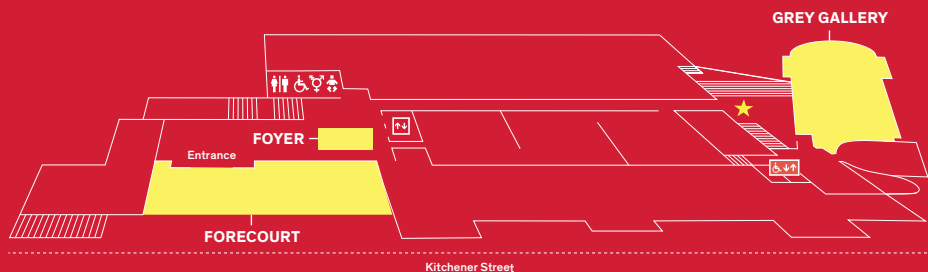 GREY GALLERY
FOYER
Entrance
FORECOURT
Kitchener Street